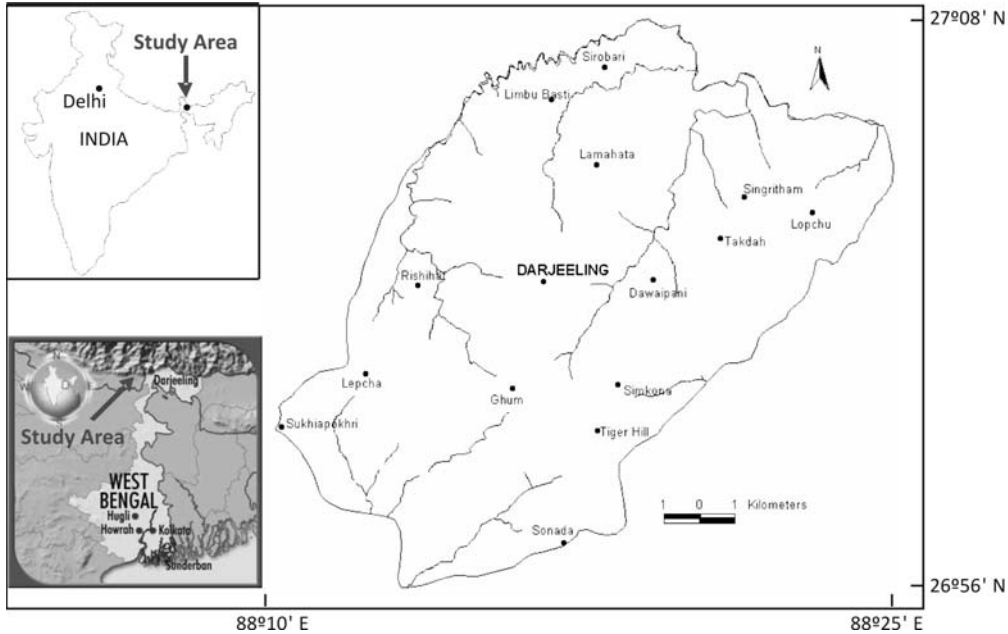 27º08' N
Study Area
Delhi
INDIA
N
Sirobari
Limbu Basti
Lamahata
Singritham
Lopchu
Takdah
Rishihat
DARJEELING
Dawaipani
Lepcha
Ghum
Simkona
Sukhiapokhri
Tiger Hill
1 0 1 Kilometers
Sonada
N
W
E
S
Darjeeling
Study Area
WEST
BENGAL
Hugli
Howrah
Kolkata
Sunderban
26º56' N
88º10' E
88º25' E